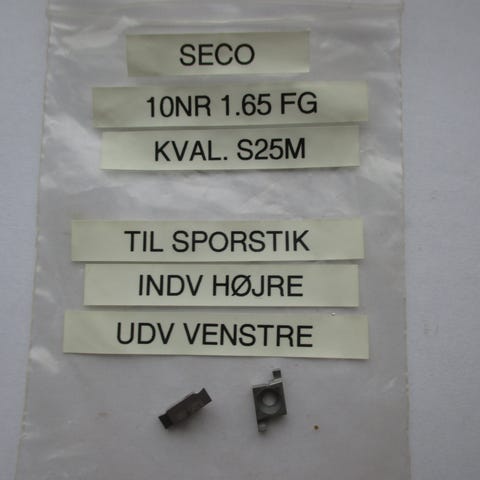 SECO
10NR 1.65 FG
KVAL. S25M
TIL SPORSTIK
INDV HØJRE
UDV VENSTRE